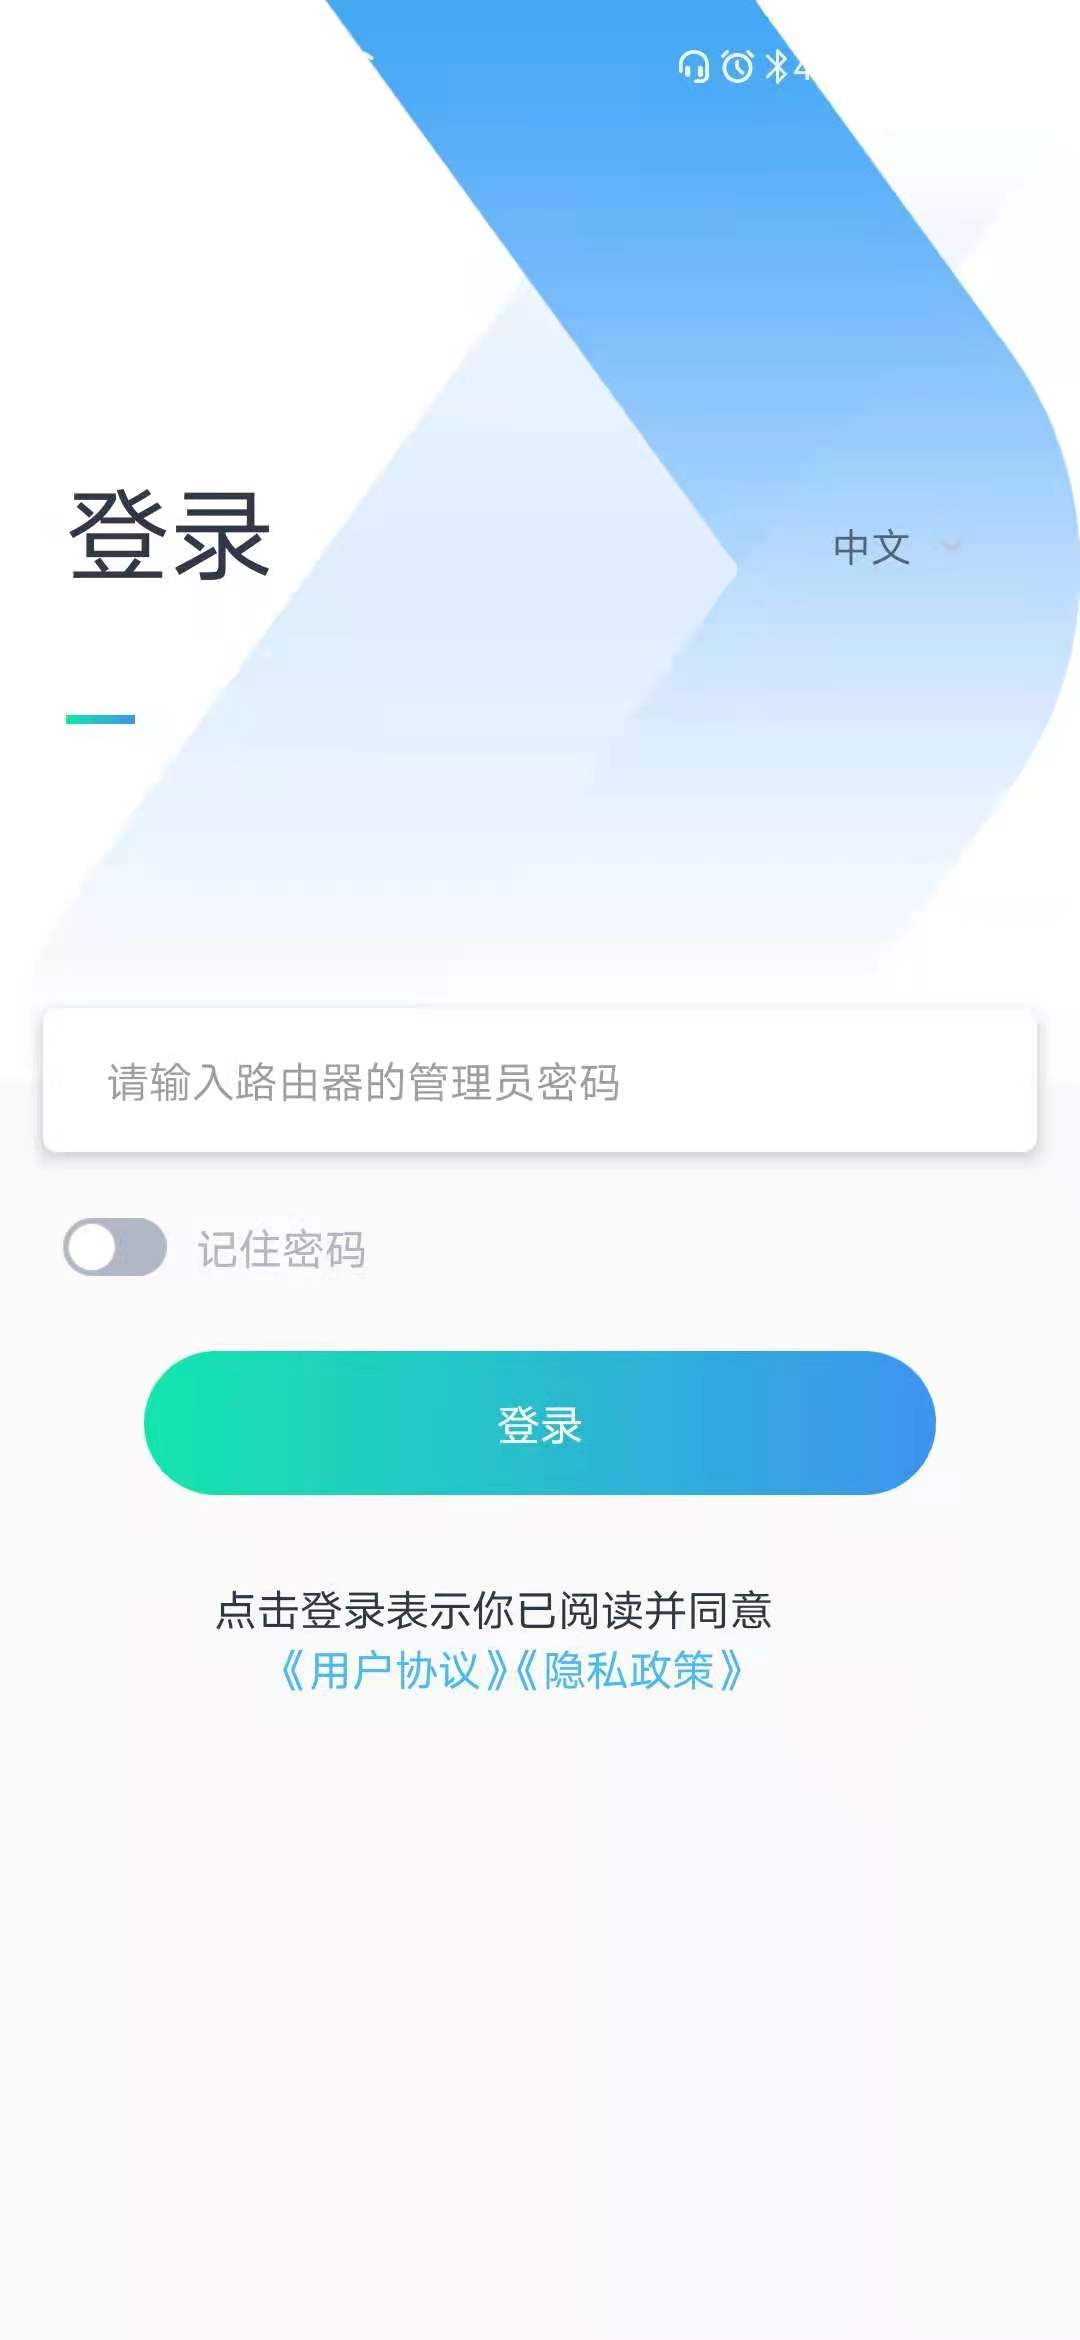 登录
中文
请输入路由器的管理员密码
记住密码
登录
点击登录表示你已阅读并同意
《用户协议》《隐私政策》